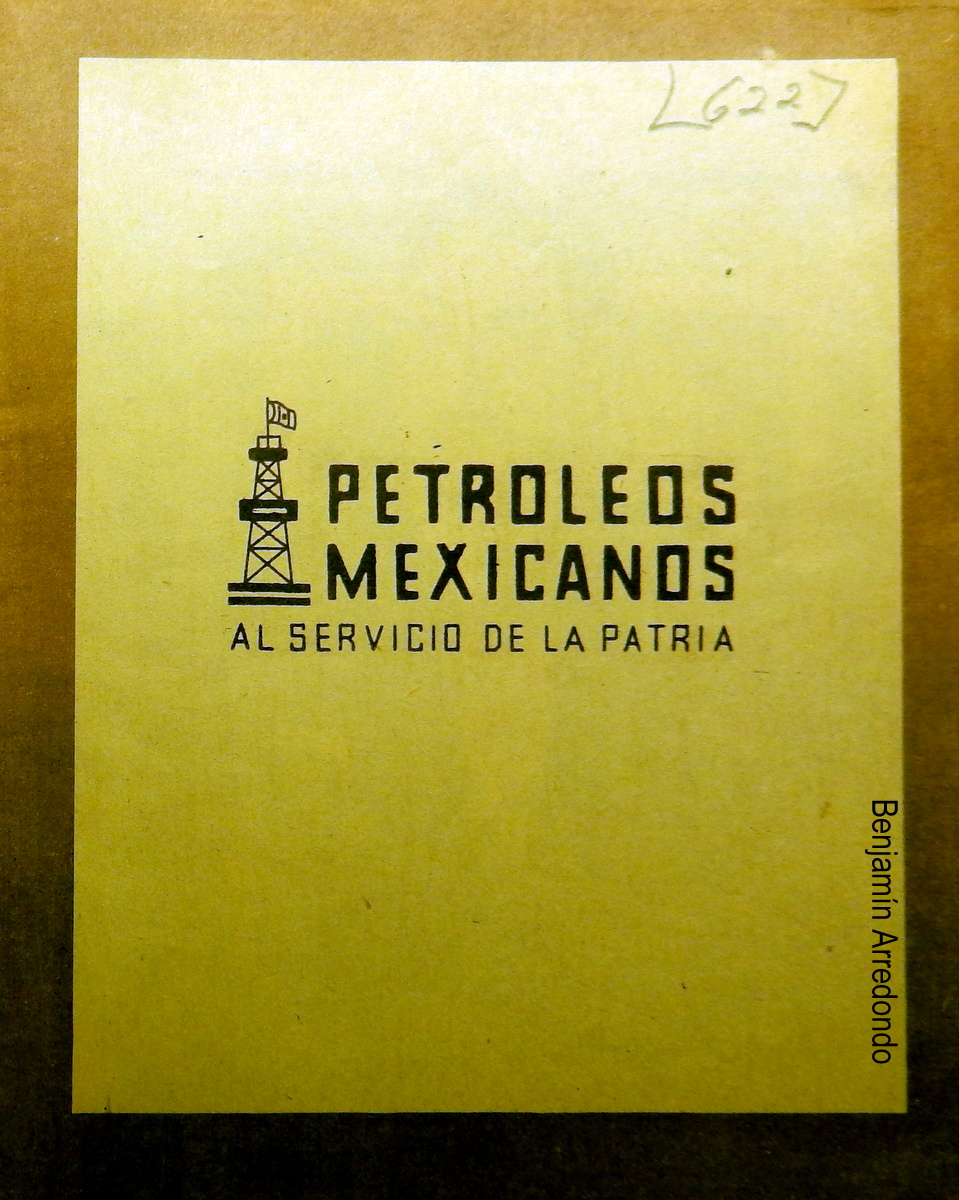 [622]
PETROLEOS
MEXICANOS
AL SERVICIO DE LA PATRIA
Benjamín Arredondo